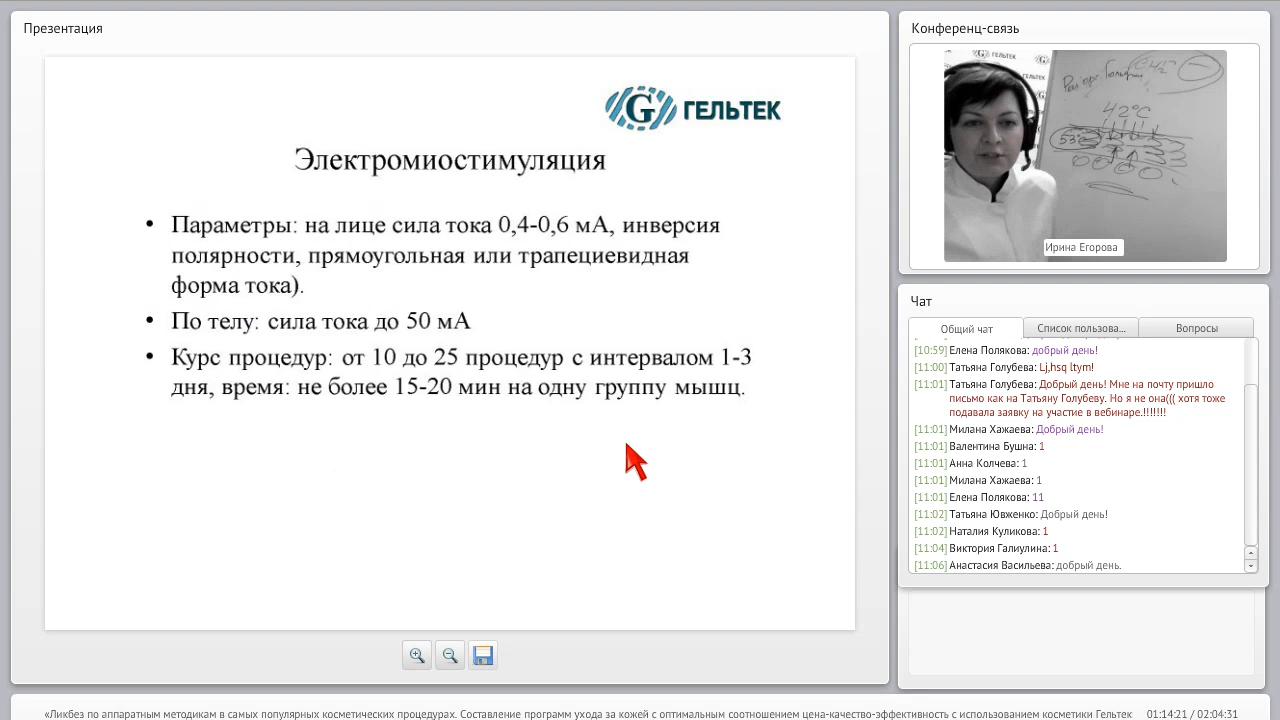 Презентация
ГЕЛЬТЕК
Электромиостимуляция
• Параметры: на лице сила тока 0,4-0,6 мА, инверсия
полярности, прямоугольная или трапециевидная
форма тока).
• По телу: сила тока до 50 мА
• Курс процедур: от 10 до 25 процедур с интервалом 1-3
дня, время: не более 15-20 мин на одну группу мышц.
Конференц-связь
42°C
53°C
Ирина Егорова
Чат
Общий чат
Список пользова...
Вопросы
[10:59] Елена Полякова: добрый день!
[11:00] Татьяна Голубева: Lj,hsq ltym!
[11:01] Татьяна Голубева: Добрый день! Мне на почту пришло
письмо как на Татьяну Голубеву. Но я не она((( хотя тоже
подавала заявку на участие в вебинаре.!!!!!!!
[11:01] Милана Хажаева: Добрый день!
[11:01] Валентина Бушна: 1
[11:01] Анна Колчева: 1
[11:01] Милана Хажаева: 1
[11:01] Елена Полякова: 11
[11:02] Татьяна Ювженко: Добрый день!
[11:02] Наталия Куликова: 1
[11:04] Виктория Галиулина: 1
[11:06] Анастасия Васильева: добрый день.
«Ликбез по аппаратным методикам в самых популярных косметических процедурах. Составление программ ухода за кожей с оптимальным соотношением цена-качество-эффективность с использованием косметики Гельтек 01:14:21 / 02:04:31